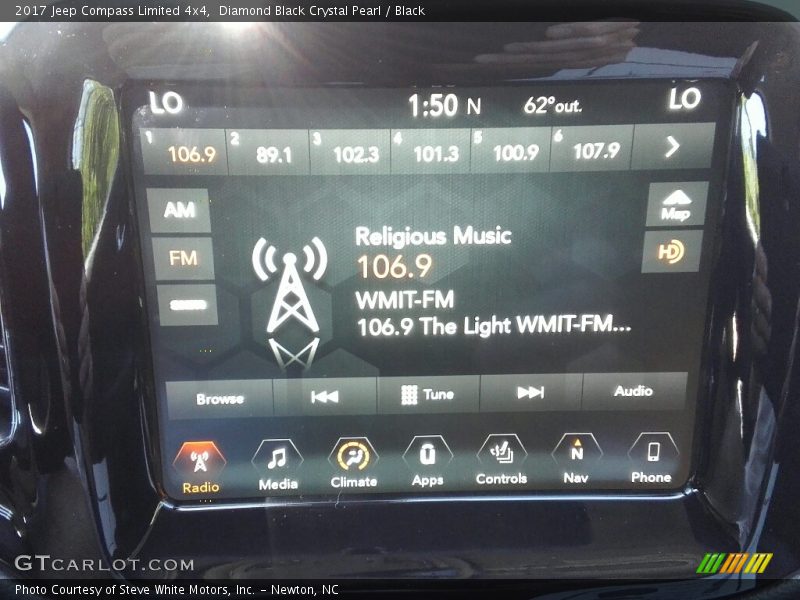 2017 Jeep Compass Limited 4x4,  Diamond Black Crystal Pearl / Black
LO 1:50 N 62°out. LO
1 106.9 2 89.1 3 102.3 4 101.3 5 100.9 6 107.9
AM
Map
FM
HD
Religious Music
106.9
WMIT-FM
106.9 The Light WMIT-FM...
Browse Tune Audio
N
Radio Media Climate Apps Controls Nav Phone
GTCARLOT.COM
Photo Courtesy of Steve White Motors, Inc. - Newton, NC